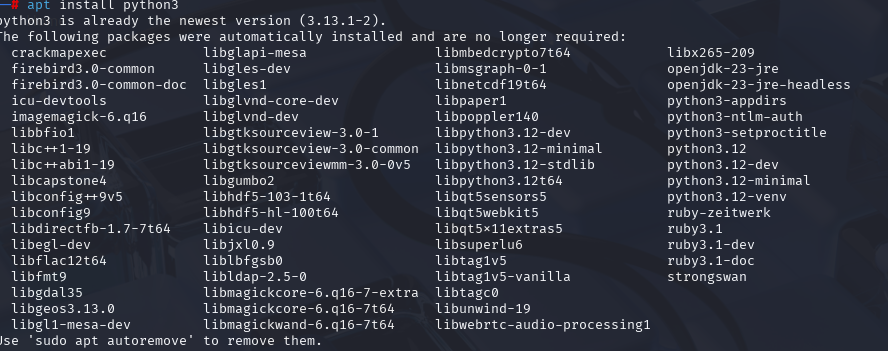 # apt install python3
python3 is already the newest version (3.13.1-2).
The following packages were automatically installed and are no longer required:
crackmapexec libglapi-mesa libmbedcrypto7t64 libx265-209
firebird3.0-common libgles-dev libmsgraph-0-1 openjdk-23-jre
firebird3.0-common-doc libgles1 libnetcdf19t64 openjdk-23-jre-headless
icu-devtools libglvnd-core-dev libpaper1 python3-appdirs
imagemagick-6.q16 libglvnd-dev libpoppler140 python3-ntlm-auth
libbfio1 libgtksourceview-3.0-1 libpython3.12-dev python3-setproctitle
libc++1-19 libgtksourceview-3.0-common libpython3.12-minimal python3.12
libc++abi1-19 libgtksourceviewmm-3.0-0v5 libpython3.12-stdlib python3.12-dev
libcapstone4 libgumbo2 libpython3.12t64 python3.12-minimal
libconfig++9v5 libhdf5-103-1t64 libqt5sensors5 python3.12-venv
libconfig9 libhdf5-hl-100t64 libqt5webkit5 ruby-zeitwerk
libdirectfb-1.7-7t64 libicu-dev libqt5x11extras5 ruby3.1
libegl-dev libjxl0.9 libsuperlu6 ruby3.1-dev
libflac12t64 liblbfgsb0 libtag1v5 ruby3.1-doc
libfmt9 libldap-2.5-0 libtag1v5-vanilla strongswan
libgdal35 libmagickcore-6.q16-7-extra libtagc0
libgeos3.13.0 libmagickcore-6.q16-7t64 libunwind-19
libgl1-mesa-dev libmagickwand-6.q16-7t64 libwebrtc-audio-processing1
Use 'sudo apt autoremove' to remove them.